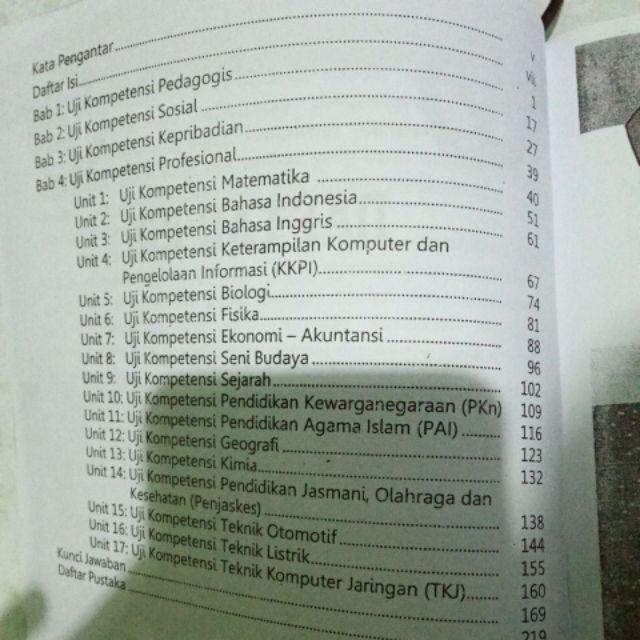 Kata Pengantar v
Daftar Isi vii
Bab 1: Uji Kompetensi Pedagogis 1
Bab 2: Uji Kompetensi Sosial 17
Bab 3: Uji Kompetensi Kepribadian 27
Bab 4: Uji Kompetensi Profesional 39
Unit 1: Uji Kompetensi Matematika 40
Unit 2: Uji Kompetensi Bahasa Indonesia 51
Unit 3: Uji Kompetensi Bahasa Inggris 61
Unit 4: Uji Kompetensi Keterampilan Komputer dan
Pengelolaan Informasi (KKPI) 67
Unit 5: Uji Kompetensi Biologi 74
Unit 6: Uji Kompetensi Fisika 81
Unit 7: Uji Kompetensi Ekonomi – Akuntansi 88
Unit 8: Uji Kompetensi Seni Budaya 96
Unit 9: Uji Kompetensi Sejarah 102
Unit 10: Uji Kompetensi Pendidikan Kewarganegaraan (PKn) 109
Unit 11: Uji Kompetensi Pendidikan Agama Islam (PAI) 116
Unit 12: Uji Kompetensi Geografi 123
Unit 13: Uji Kompetensi Kimia 132
Unit 14: Uji Kompetensi Pendidikan Jasmani, Olahraga dan
Kesehatan (Penjaskes) 138
Unit 15: Uji Kompetensi Teknik Otomotif 144
Unit 16: Uji Kompetensi Teknik Listrik 155
Unit 17: Uji Kompetensi Teknik Komputer Jaringan (TKJ) 160
Kunci Jawaban 169
Daftar Pustaka 219